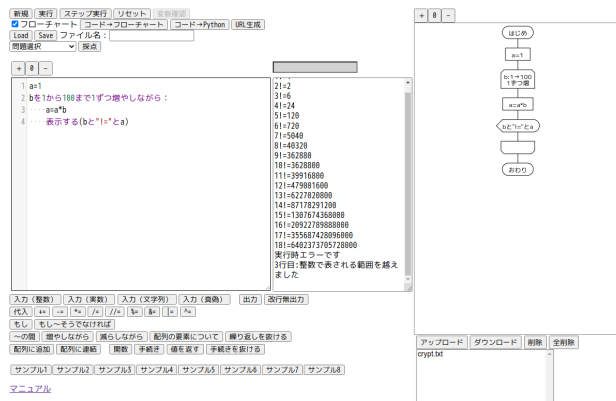 新規 実行 ステップ実行 リセット 変数確認
フローチャート コード→フローチャート コード→Python URL生成
Load Save ファイル名：
問題選択 採点
+ 0 -
1 a=1
2 bを1から100まで1ずつ増やしながら：
3 a=a*b
4 表示する(bと"!="とa)
2!=2
3!=6
4!=24
5!=120
6!=720
7!=5040
8!=40320
9!=362880
10!=3628800
11!=39916800
12!=479001600
13!=6227020800
14!=87178291200
15!=1307674368000
16!=20922789888000
17!=355687428096000
18!=6402373705728000
実行時エラーです
3行目:整数で表される範囲を越え
ました
入力（整数） 入力（実数） 入力（文字列） 入力（真偽） 出力 改行無出力
代入 += -= *= /= //= %= &= |= ^=
もし もし～そうでなければ
～の間 増やしながら 減らしながら 配列の要素について 繰り返しを抜ける
配列に追加 配列に連結 関数 手続き 値を返す 手続きを抜ける
サンプル1 サンプル2 サンプル3 サンプル4 サンプル5 サンプル6 サンプル7 サンプル8
マニュアル
+ 0 -
はじめ
a=1
b:1→100
1ずつ増
a=a*b
bと"!="とa
おわり
アップロード ダウンロード 削除 全削除
crypt.txt